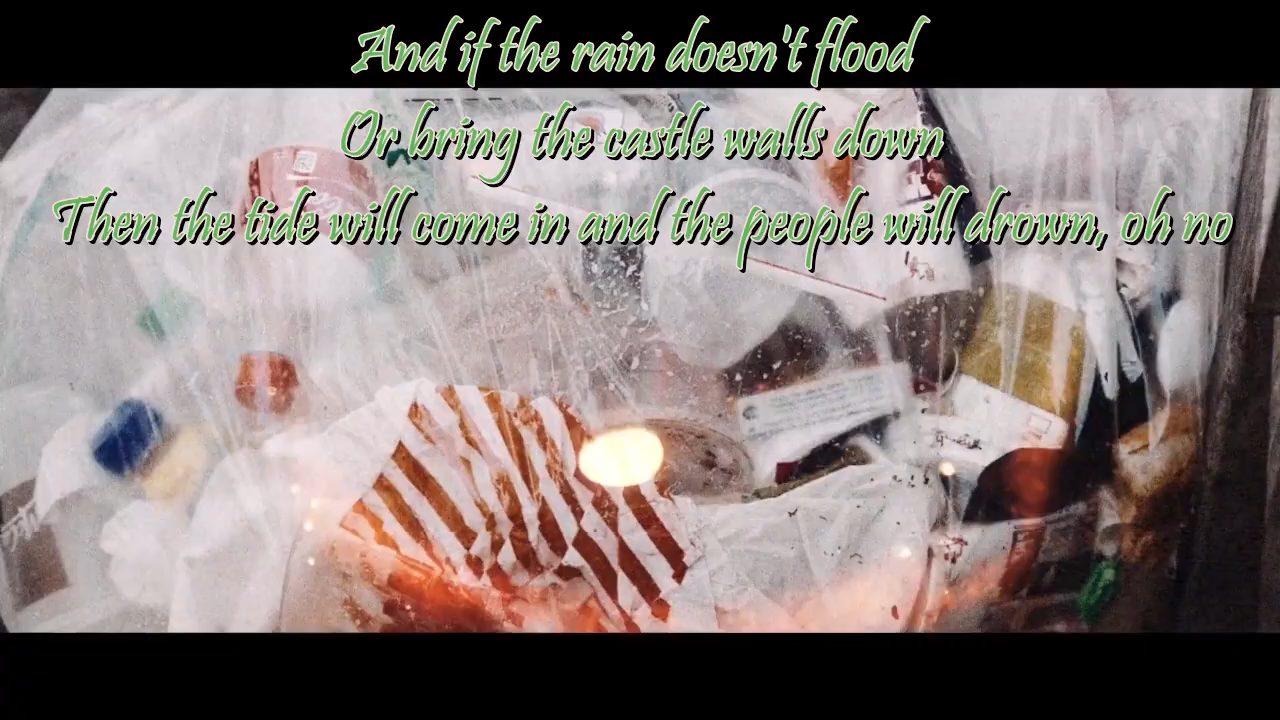 And if the rain doesn't flood
Or bring the castle walls down
Then the tide will come in and the people will drown, oh no